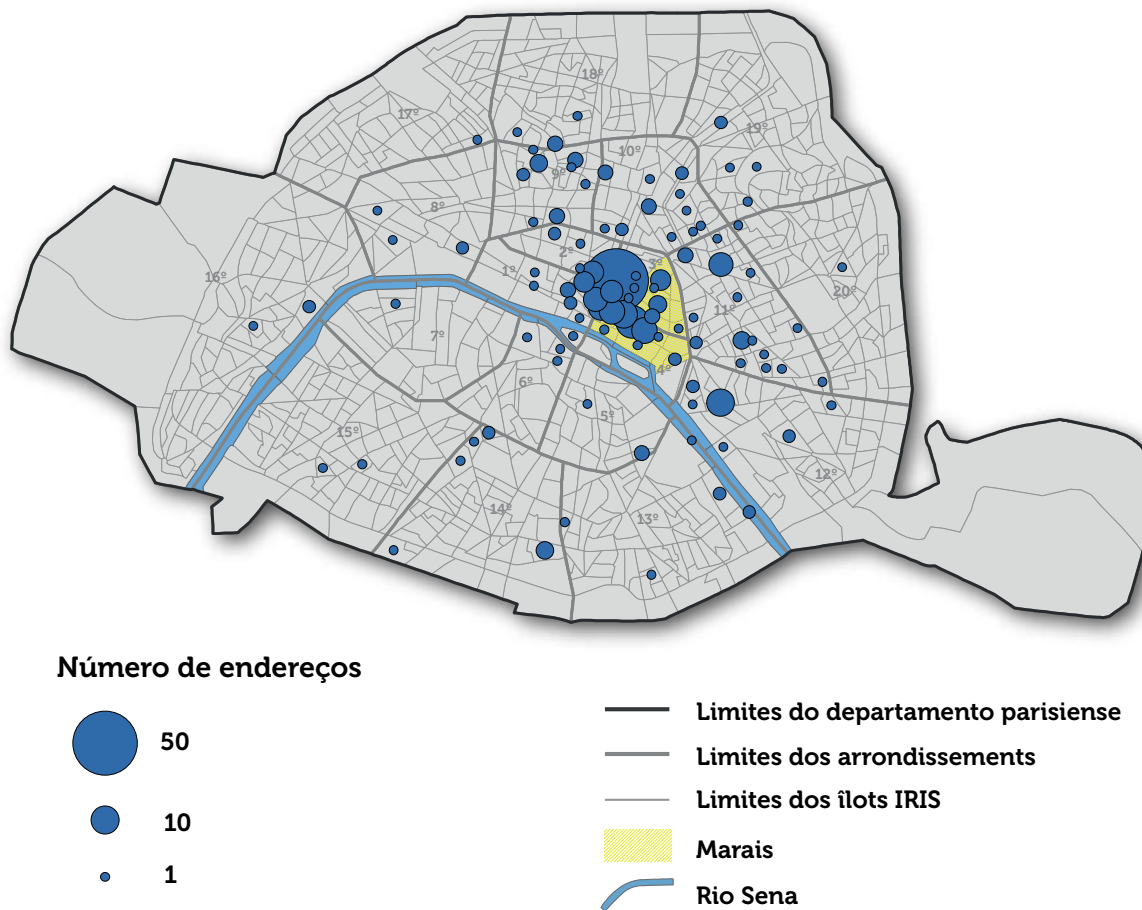 18º
17º
19º
10º
9º
8º
2º
3º
1º
16º
20º
11º
7º
4º
6º
5º
15º
12º
14º
13º
Número de endereços
50
10
1
Limites do departamento parisiense
Limites dos arrondissements
Limites dos îlots IRIS
Marais
Rio Sena